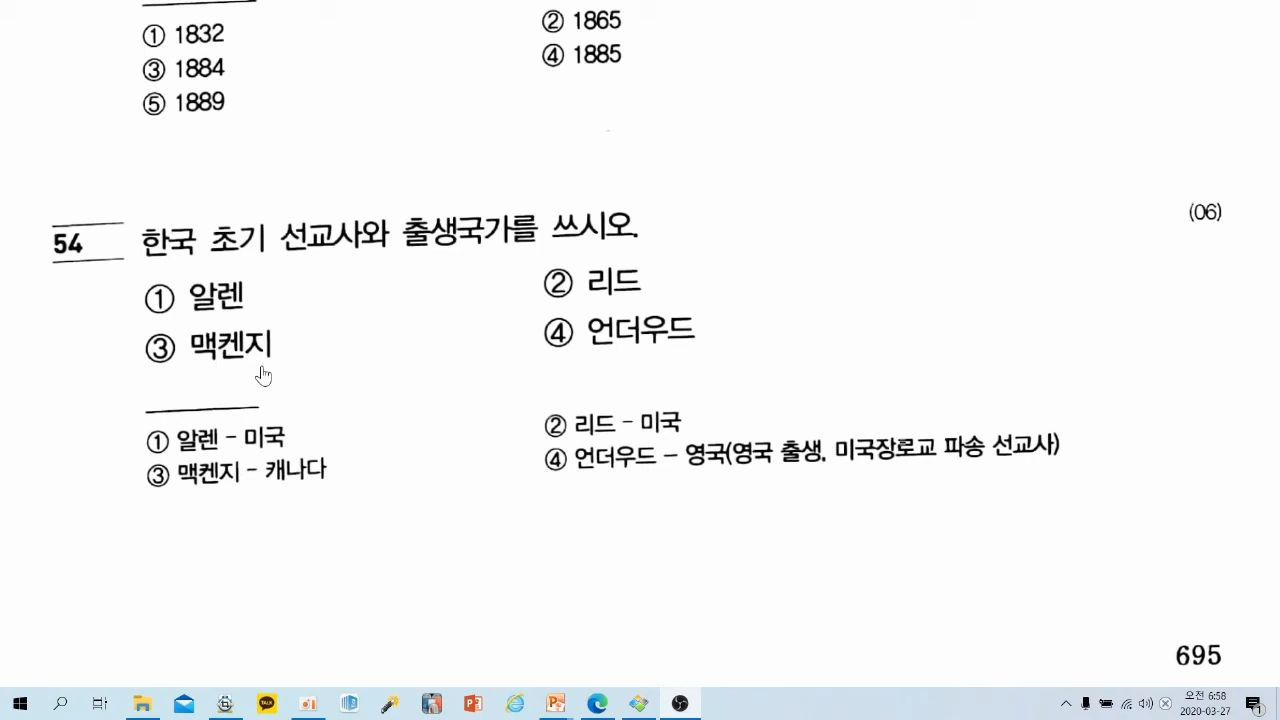 ① 1832
② 1865
③ 1884
④ 1885
⑤ 1889
(06)
54 한국 초기 선교사와 출생국가를 쓰시오.
① 알렌
② 리드
③ 맥켄지
④ 언더우드
① 알렌 - 미국
② 리드 - 미국
③ 맥켄지 - 캐나다
④ 언더우드 - 영국(영국 출생, 미국장로교 파송 선교사)
695
TALK
오전 6:58
2020-03-27
1